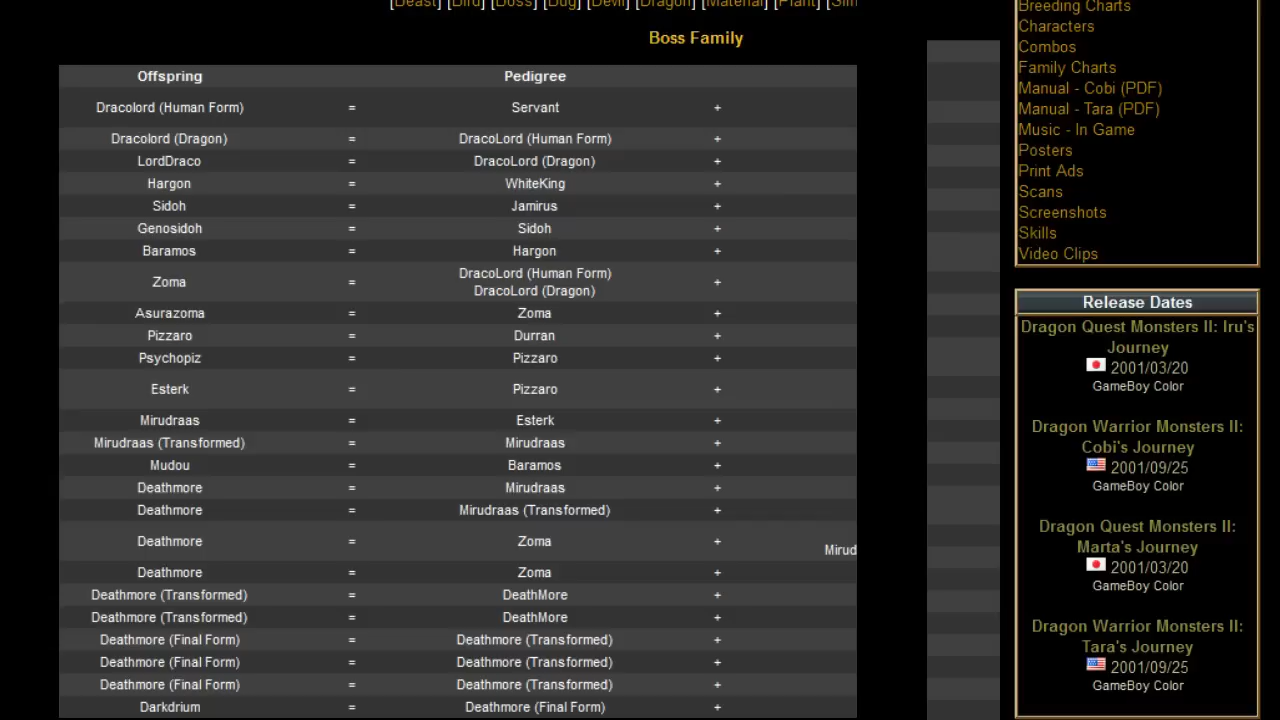 [Beast] [Bird] [Boss] [Bug] [Devil] [Dragon] [Material] [Plant]
Boss Family
Offspring Pedigree
Dracolord (Human Form) = Servant +
Dracolord (Dragon) = DracoLord (Human Form) +
LordDraco = DracoLord (Dragon) +
Hargon = WhiteKing +
Sidoh = Jamirus +
Genosidoh = Sidoh +
Baramos = Hargon +
Zoma = DracoLord (Human Form) +
DracoLord (Dragon)
Asurazoma = Zoma +
Pizzaro = Durran +
Psychopiz = Pizzaro +
Esterk = Pizzaro +
Mirudraas = Esterk +
Mirudraas (Transformed) = Mirudraas +
Mudou = Baramos +
Deathmore = Mirudraas +
Deathmore = Mirudraas (Transformed) +
Deathmore = Zoma +
Mirud
Deathmore = Zoma +
Deathmore (Transformed) = DeathMore +
Deathmore (Transformed) = DeathMore +
Deathmore (Final Form) = Deathmore (Transformed) +
Deathmore (Final Form) = Deathmore (Transformed) +
Deathmore (Final Form) = Deathmore (Transformed) +
Darkdrium = Deathmore (Final Form) +
Breeding Charts
Characters
Combos
Family Charts
Manual - Cobi (PDF)
Manual - Tara (PDF)
Music - In Game
Posters
Print Ads
Scans
Screenshots
Skills
Video Clips
Release Dates
Dragon Quest Monsters II: Iru's
Journey
2001/03/20
GameBoy Color
Dragon Warrior Monsters II:
Cobi's Journey
2001/09/25
GameBoy Color
Dragon Quest Monsters II:
Marta's Journey
2001/03/20
GameBoy Color
Dragon Warrior Monsters II:
Tara's Journey
2001/09/25
GameBoy Color